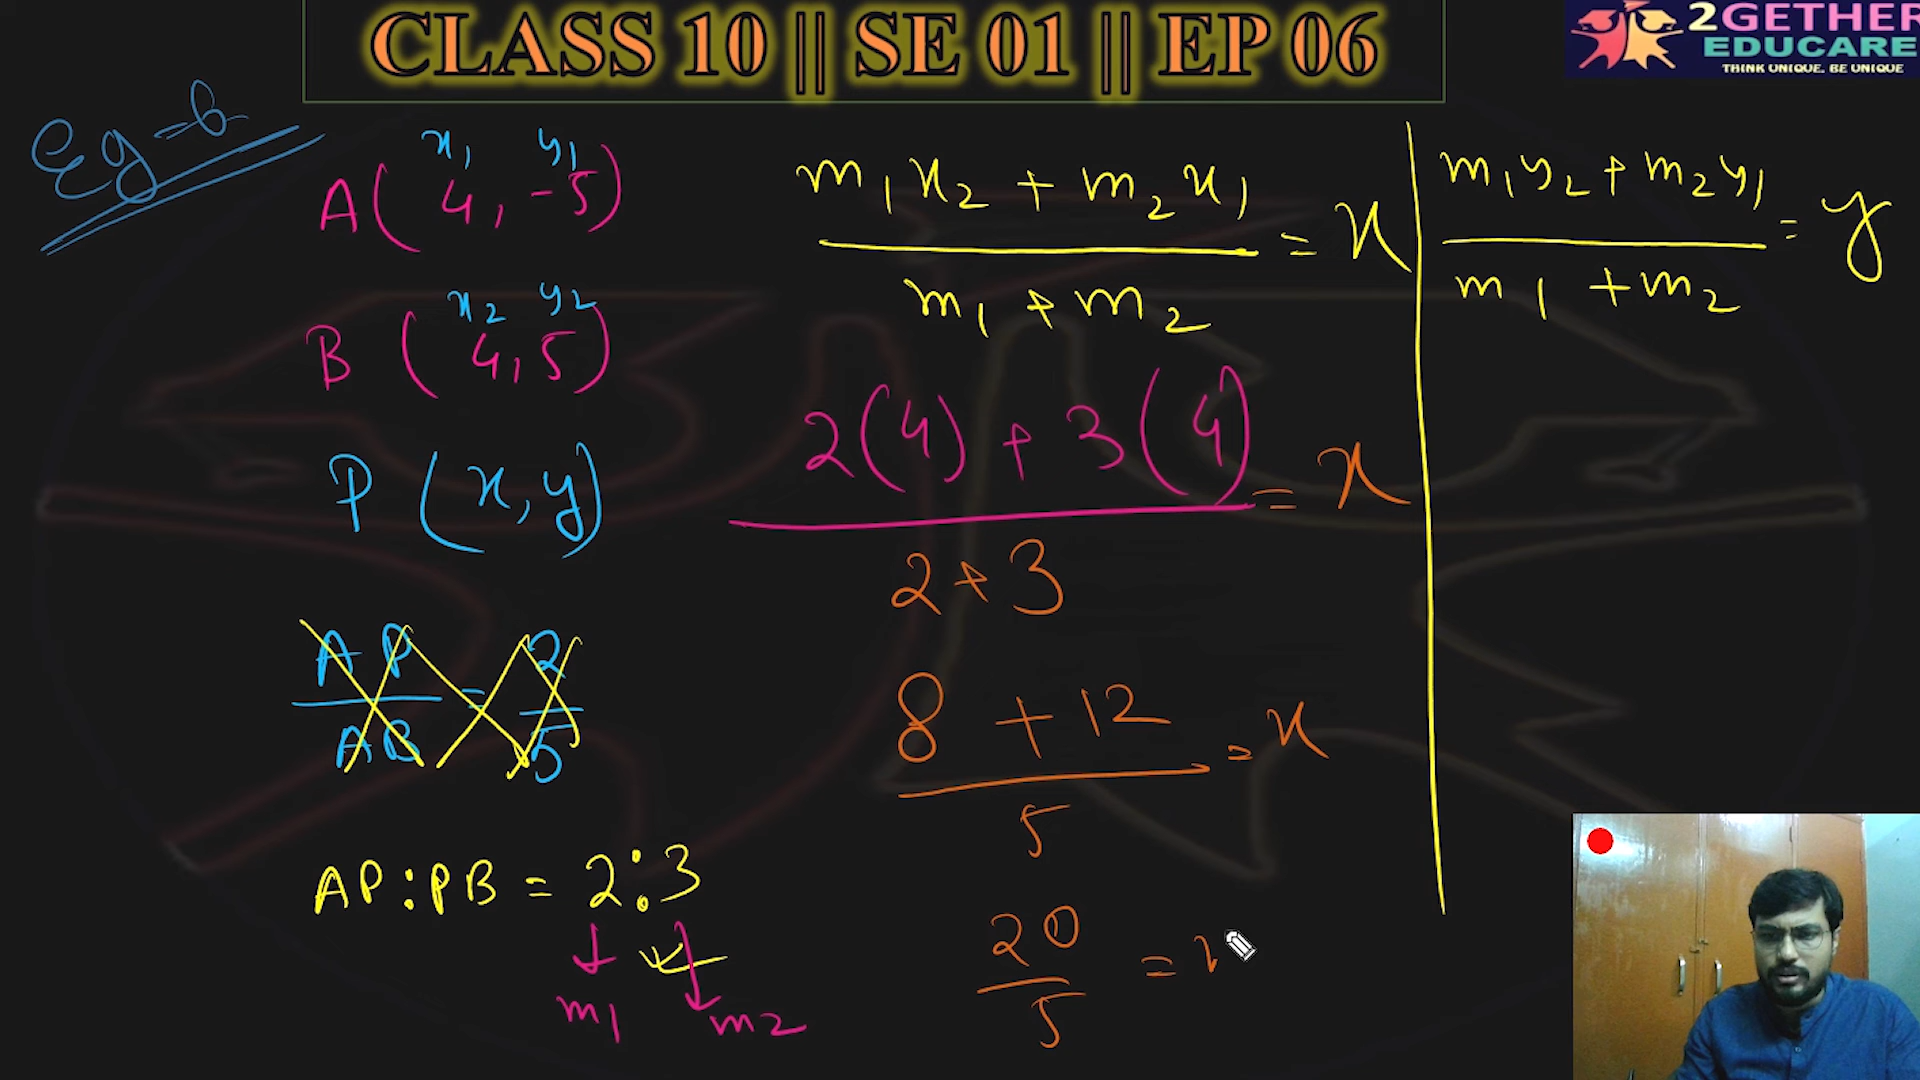 CLASS 10 || SE 01 || EP 06
2GETHER
EDUCARE
THINK UNIQUE. BE UNIQUE
Eg=6
x1 y1
A(4, -5)
x2 y2
B(4, 5)
P(x, y)
AP/AB = 2/5
AP:PB = 2:3
m1 m2
(m1x2 + m2x1)/(m1 + m2) = x
(2(4) + 3(4))/(2+3) = x
(8 + 12)/5 = x
20/5 =
(m1y2 + m2y1)/(m1 + m2) = y